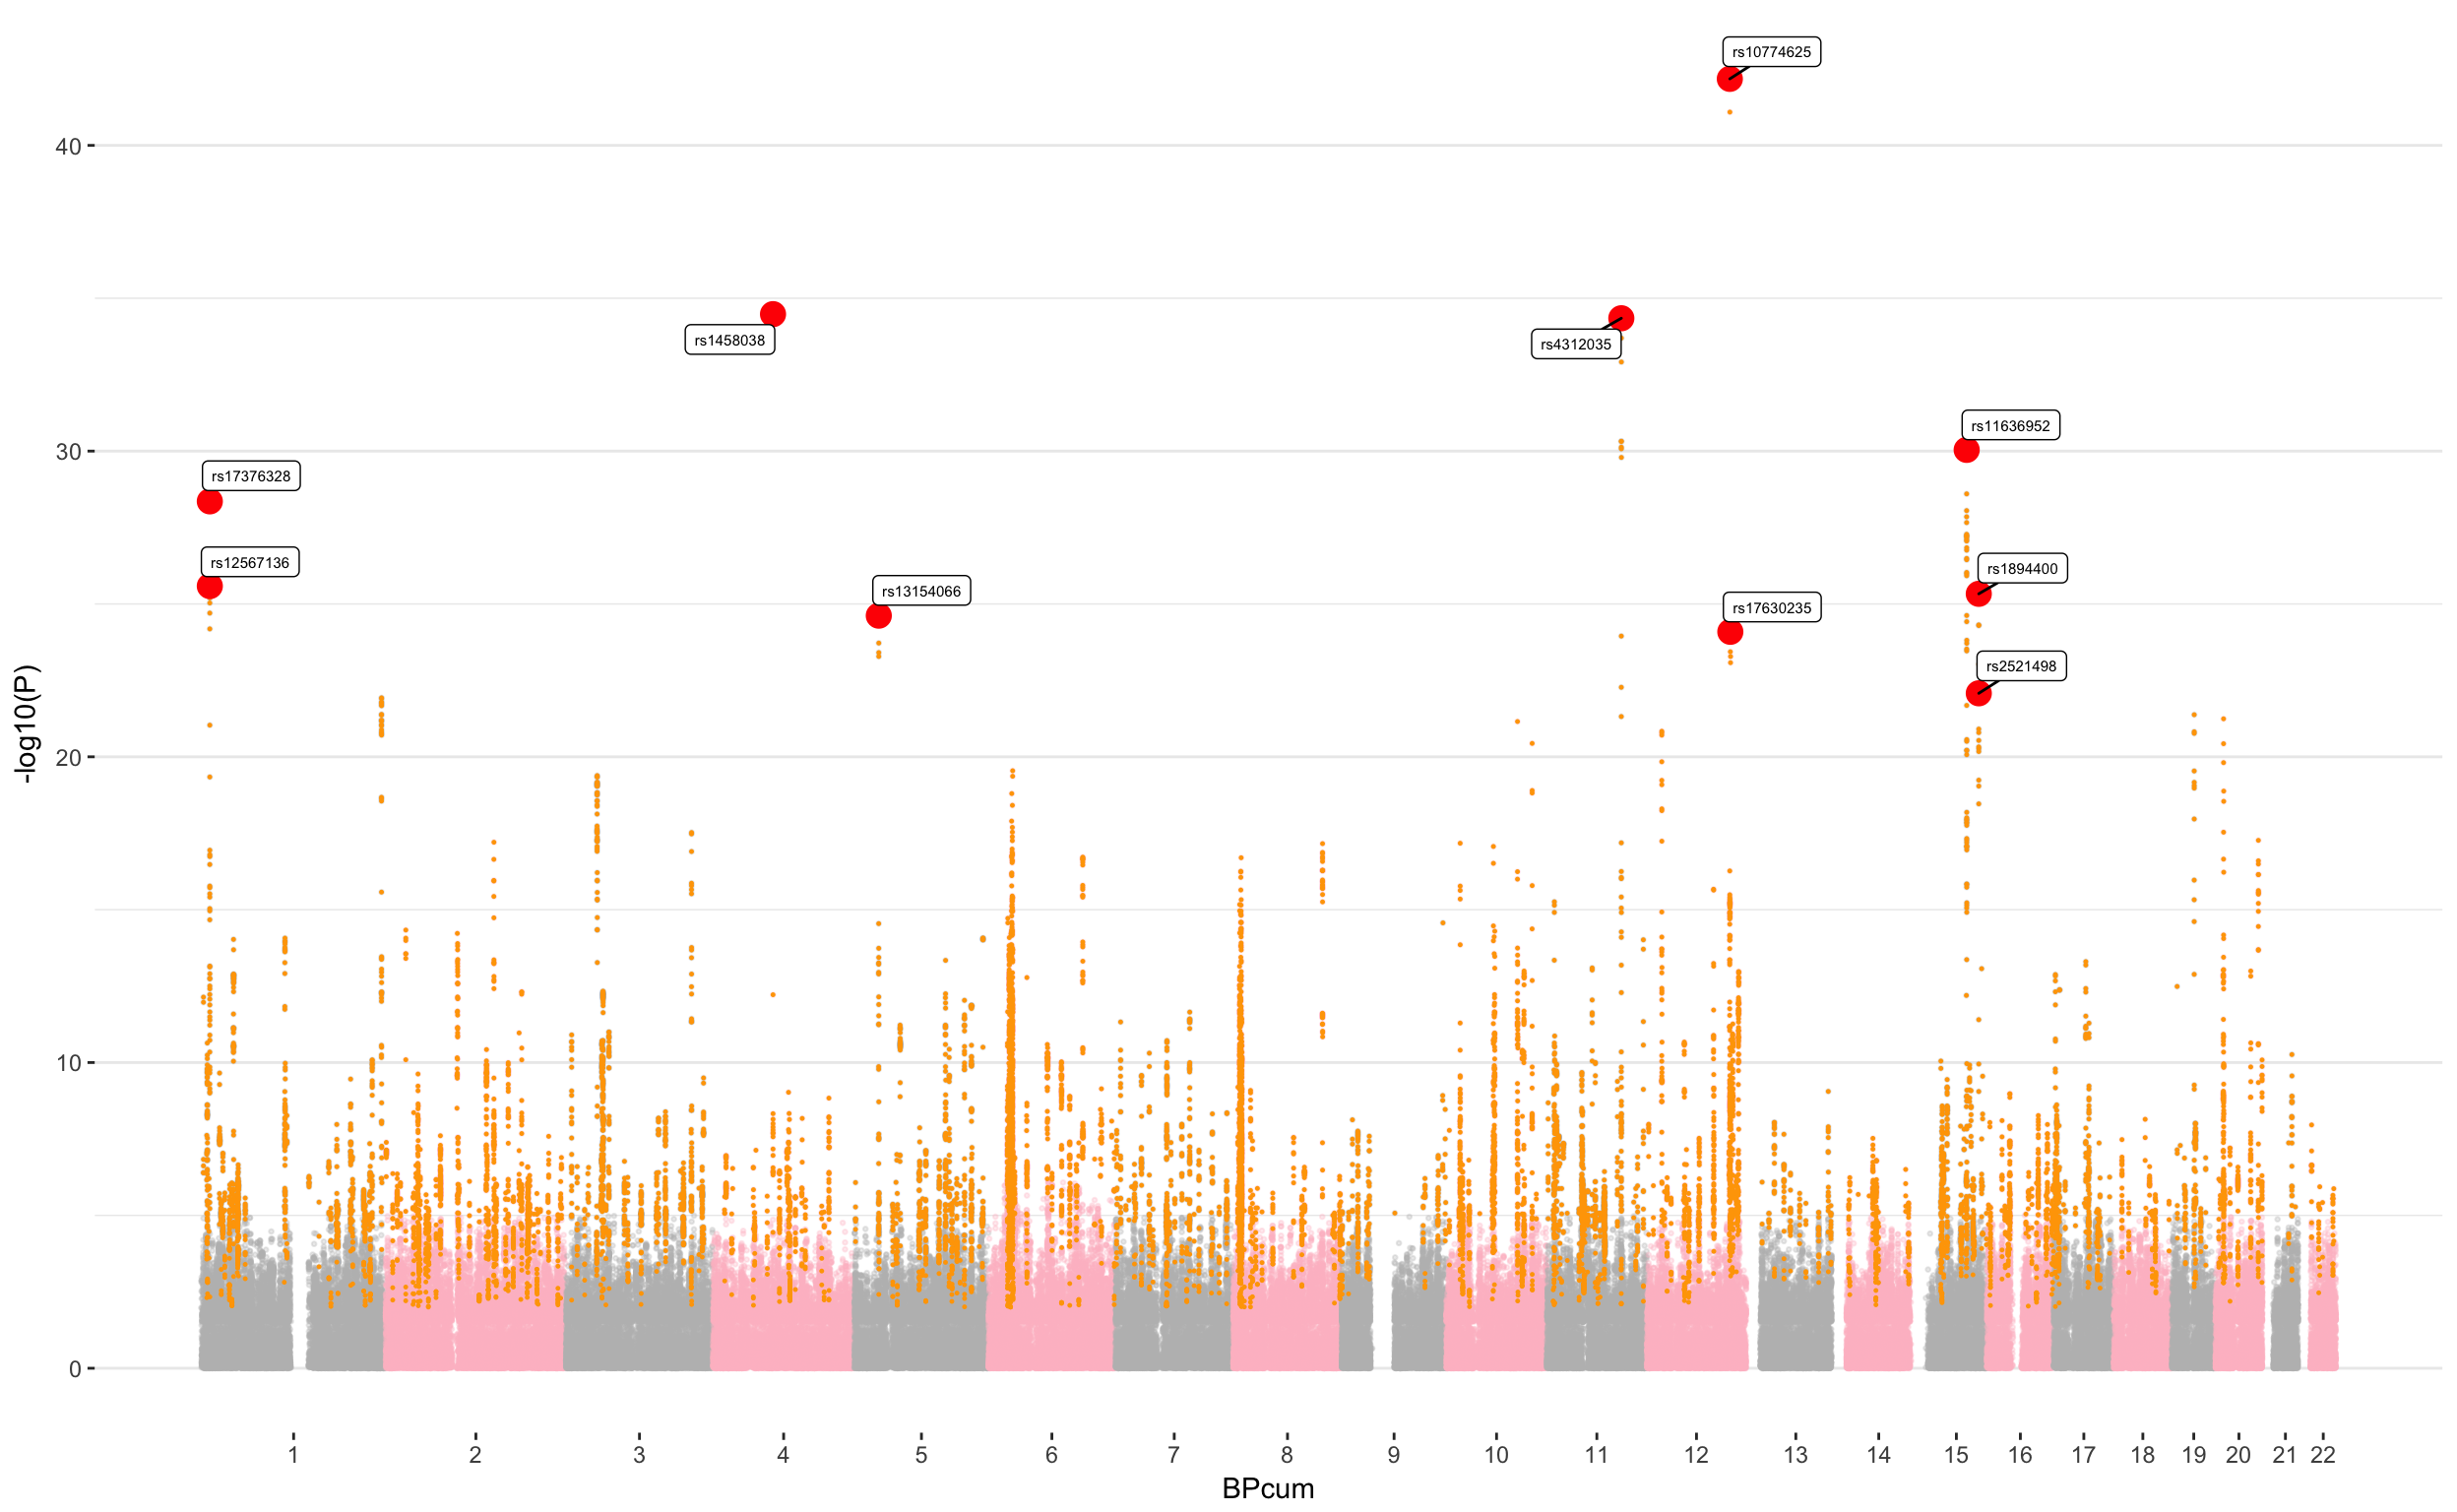 rs10774625
40
rs1458038
rs4312035
rs11636952
30
rs17376328
rs12567136
rs1894400
rs13154066
rs17630235
rs2521498
-log10(P)
20
10
0
1 2 3 4 5 6 7 8 9 10 11 12 13 14 15 16 17 18 19 20 21 22
BPcum